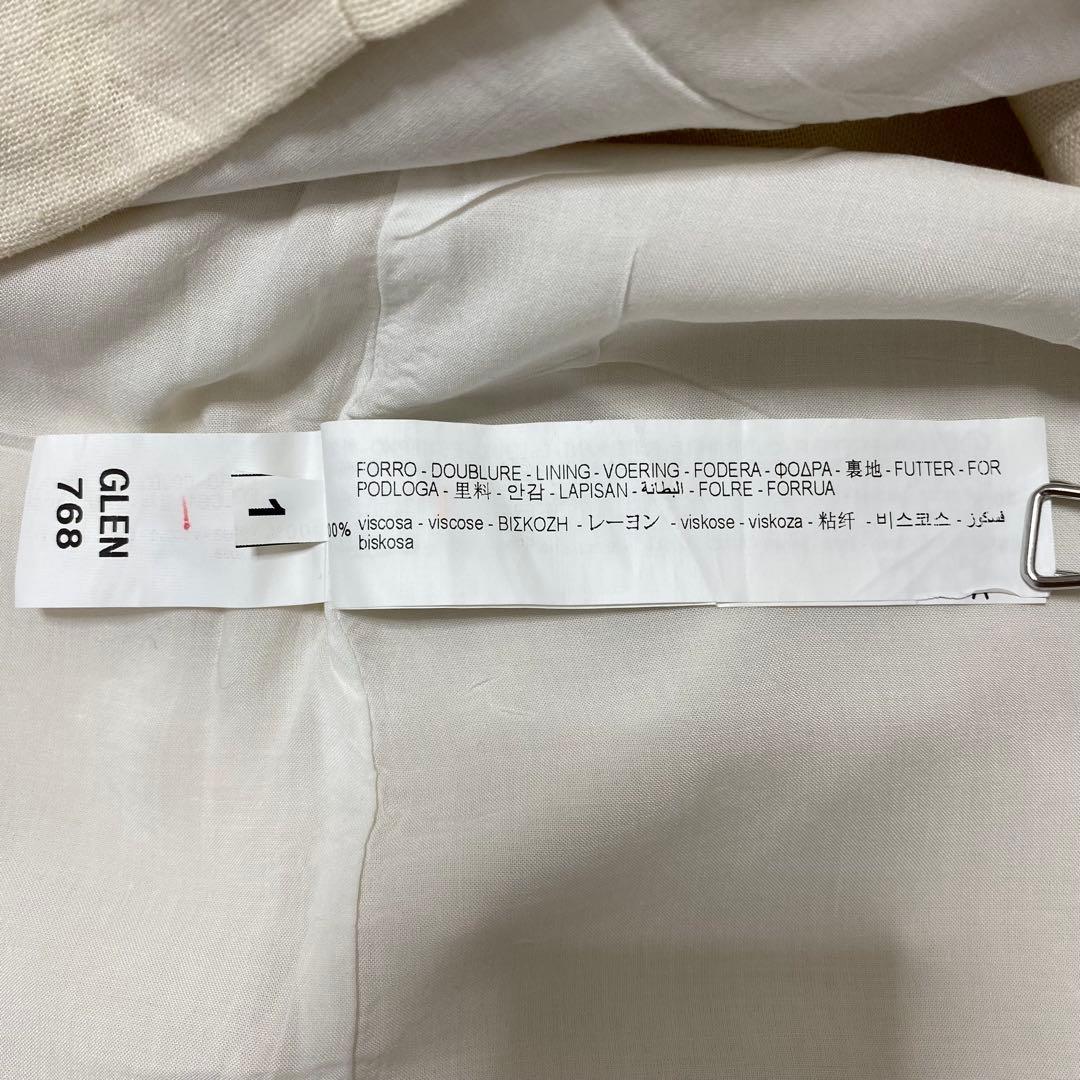 GLEN
768
1
FORRO - DOUBLURE - LINING - VOERING - FODERA - ΦΟΔΡΑ - 裏地 - FUTTER - FOR
PODLOGA - 里料 - 안감 - LAPISAN - البطانة - FOLRE - FORRUA
00% viscosa - viscose - ΒΙΣΚΟΖΗ - レーヨン - viskose - viskoza - 粘纤 - 비스코스 - فسكوز
biskosa